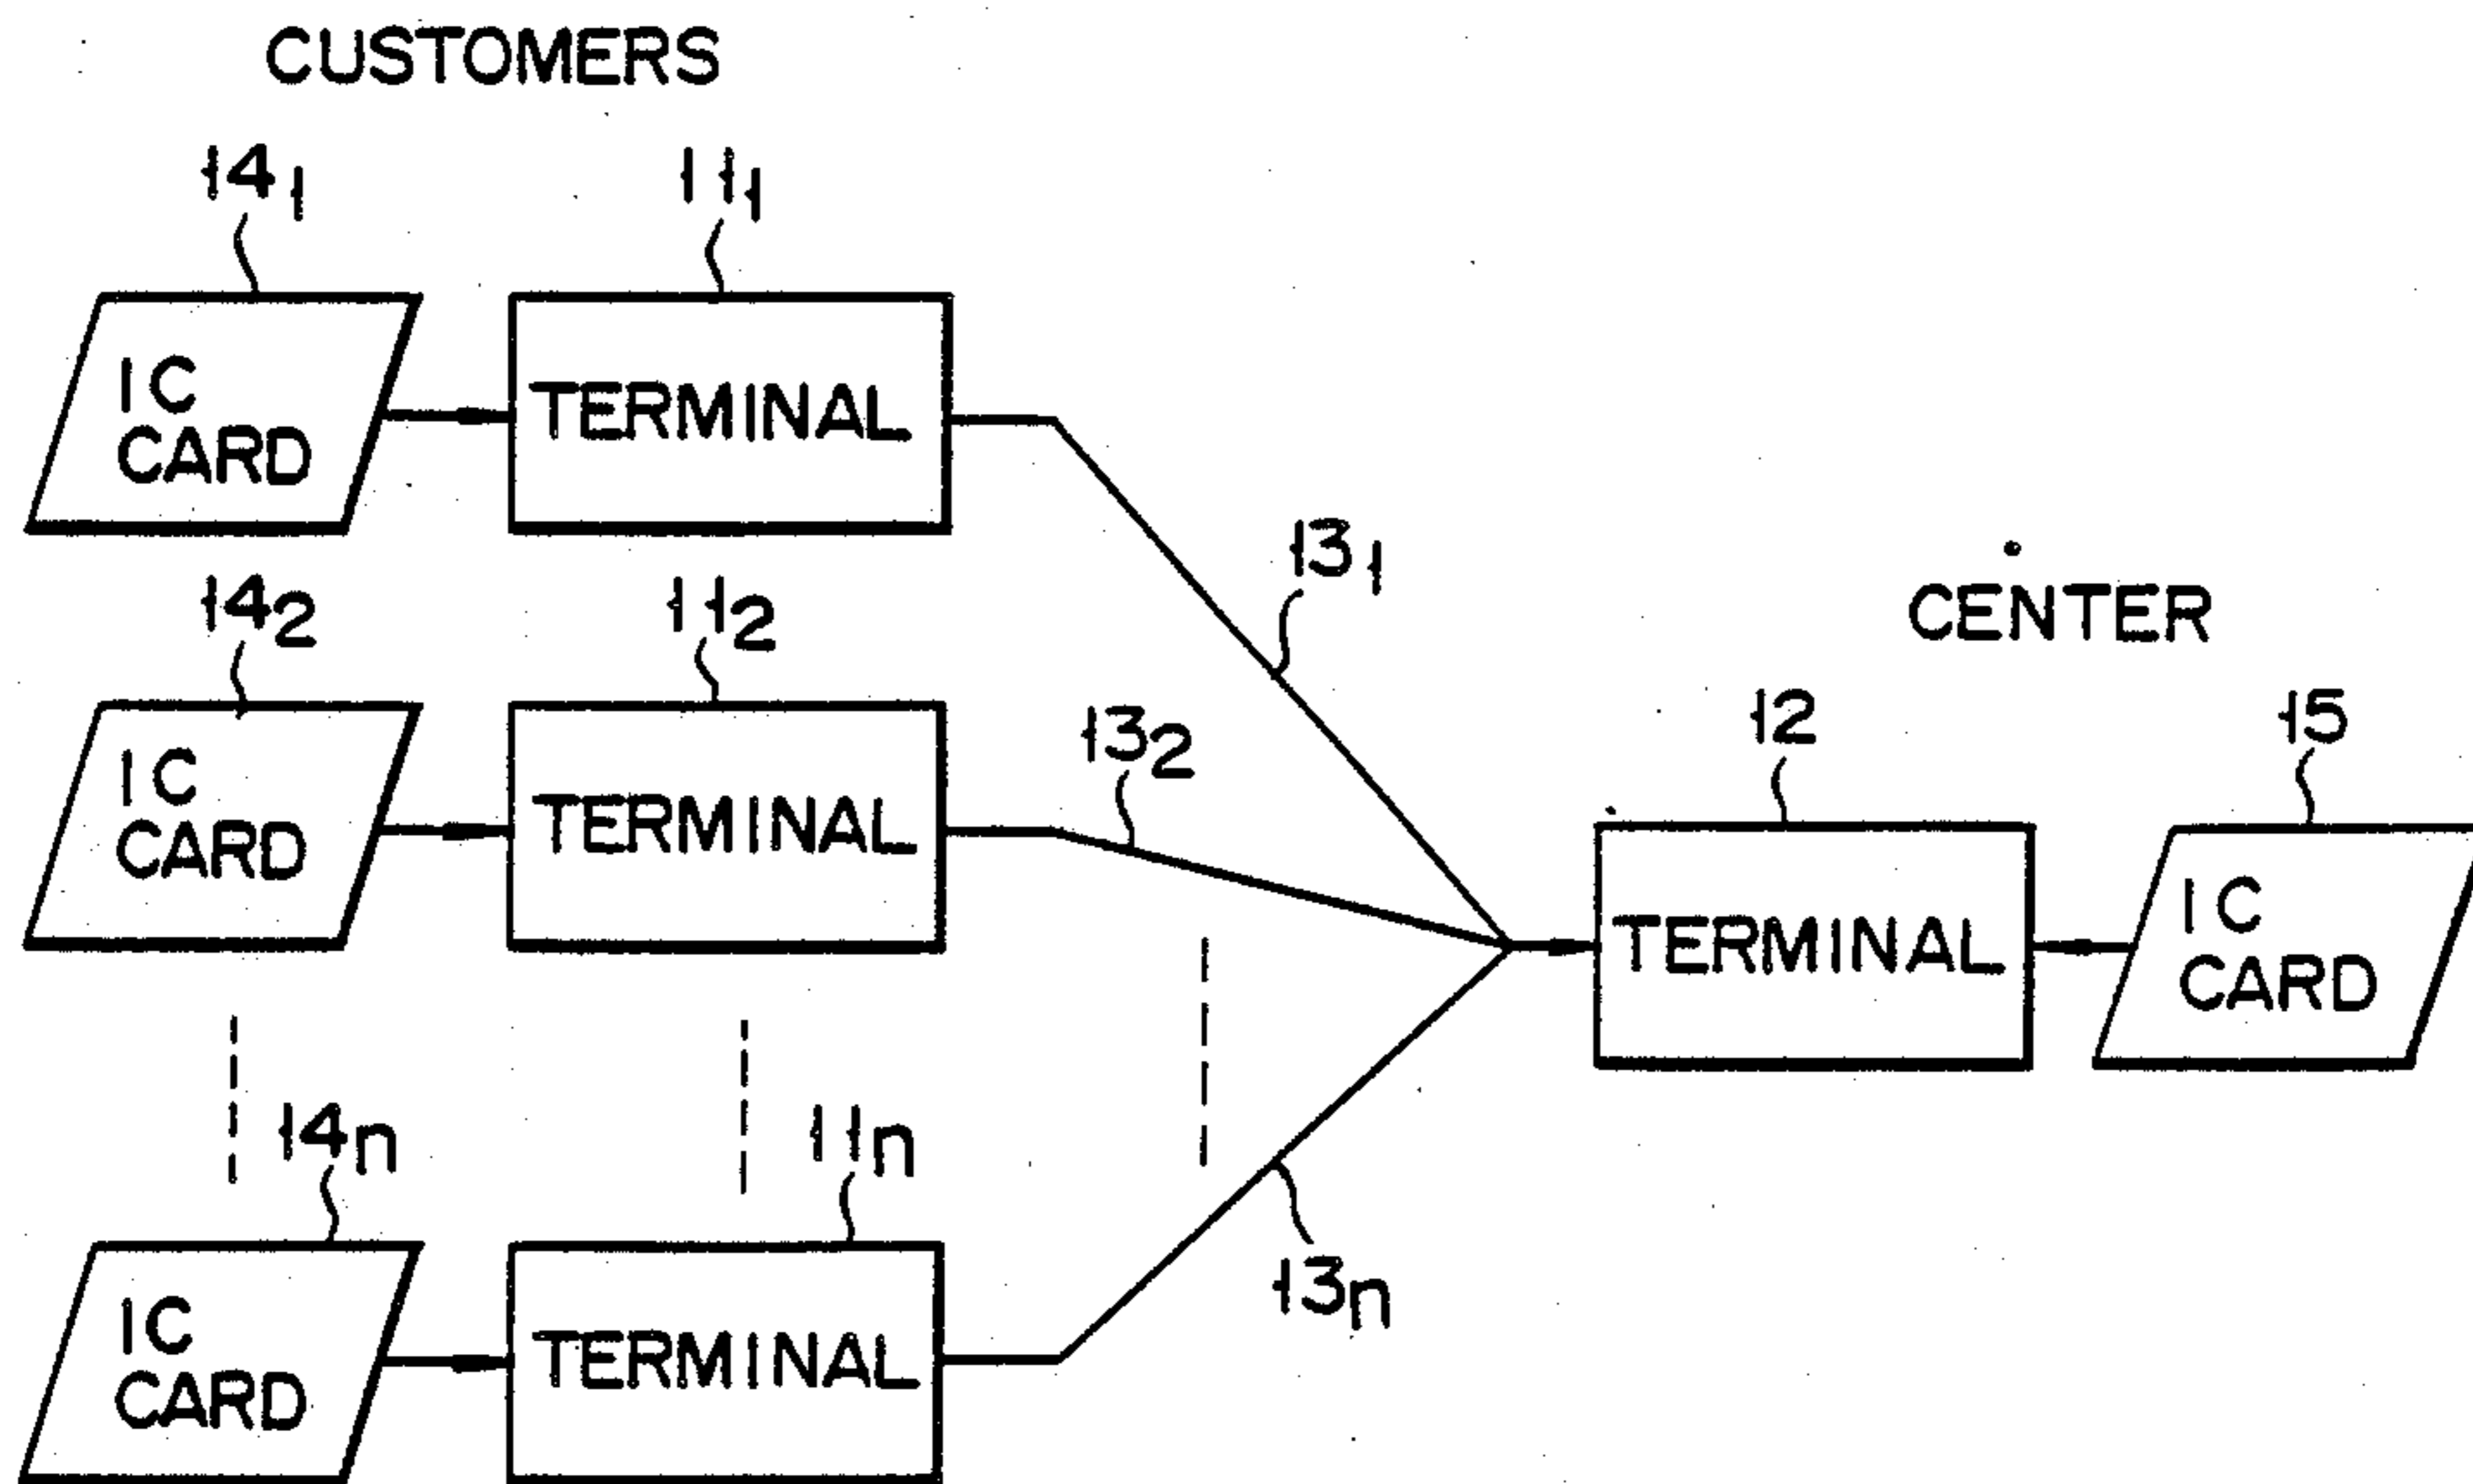 CUSTOMERS
14₁ 11₁
IC
CARD
TERMINAL
13₁
CENTER
14₂ 11₂
IC
CARD
TERMINAL
13₂
12 15
TERMINAL
IC
CARD
14n 11n
IC
CARD
TERMINAL
13n